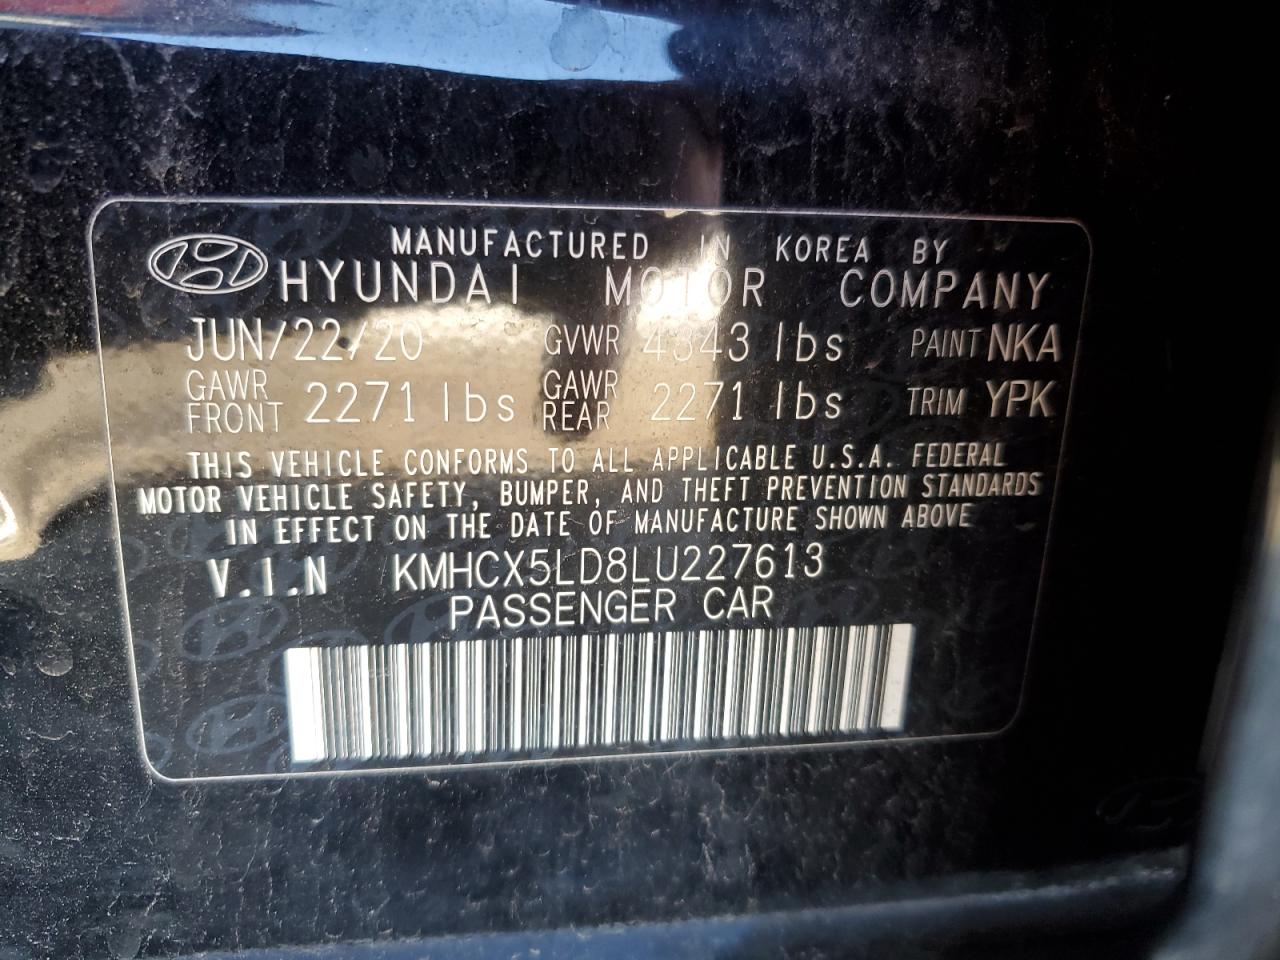 MANUFACTURED IN KOREA BY
HYUNDAI MOTOR COMPANY
JUN/22/20 GVWR 4343 lbs PAINT NKA
GAWR FRONT 2271 lbs GAWR REAR 2271 lbs TRIM YPK
THIS VEHICLE CONFORMS TO ALL APPLICABLE U.S.A. FEDERAL
MOTOR VEHICLE SAFETY, BUMPER, AND THEFT PREVENTION STANDARDS
IN EFFECT ON THE DATE OF MANUFACTURE SHOWN ABOVE
V.I.N KMHCX5LD8LU227613
PASSENGER CAR